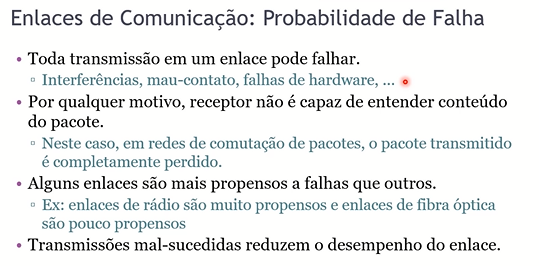 Enlaces de Comunicação: Probabilidade de Falha
• Toda transmissão em um enlace pode falhar.
▫ Interferências, mau-contato, falhas de hardware, ...
• Por qualquer motivo, receptor não é capaz de entender conteúdo
do pacote.
▫ Neste caso, em redes de comutação de pacotes, o pacote transmitido
é completamente perdido.
• Alguns enlaces são mais propensos a falhas que outros.
▫ Ex: enlaces de rádio são muito propensos e enlaces de fibra óptica
são pouco propensos
• Transmissões mal-sucedidas reduzem o desempenho do enlace.